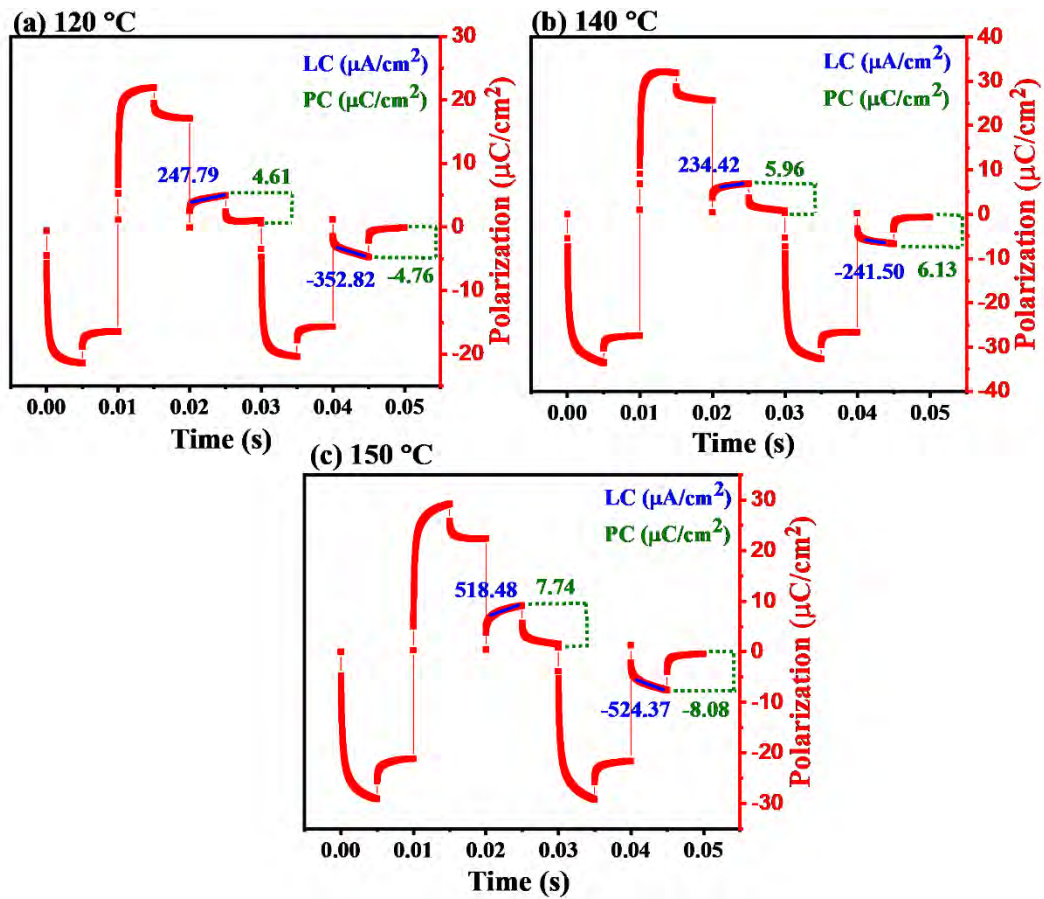 (a) 120 °C
LC (μA/cm²)
PC (μC/cm²)
247.79
4.61
-352.82
-4.76
30
20
10
0
-10
-20
Polarization (μC/cm²)
0.00 0.01 0.02 0.03 0.04 0.05
Time (s)
(b) 140 °C
LC (μA/cm²)
PC (μC/cm²)
234.42
5.96
-241.50
6.13
40
30
20
10
0
-10
-20
-30
-40
Polarization (μC/cm²)
0.00 0.01 0.02 0.03 0.04 0.05
Time (s)
(c) 150 °C
LC (μA/cm²)
PC (μC/cm²)
518.48
7.74
-524.37
-8.08
30
20
10
0
-10
-20
-30
Polarization (μC/cm²)
0.00 0.01 0.02 0.03 0.04 0.05
Time (s)